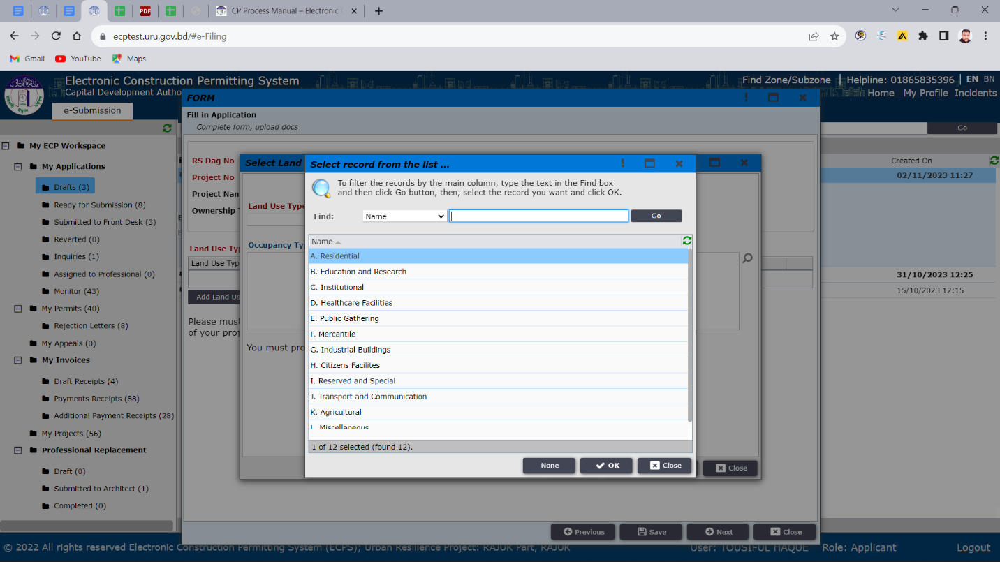 CP Process Manual – Electronic
ecptest.uru.gov.bd/#e-Filing
Gmail
YouTube
Maps
PDF
Electronic Construction Permitting System
Capital Development Autho
Find Zone/Subzone
Helpline: 01865835396
EN
BN
Home
My Profile
Incidents
e-Submission
Go
My ECP Workspace
My Applications
Drafts (3)
Ready for Submission (8)
Submitted to Front Desk (3)
Reverted (0)
Inquiries (1)
Assigned to Professional (0)
Monitor (43)
My Permits (40)
Rejection Letters (8)
My Appeals (0)
My Invoices
Draft Receipts (4)
Payments Receipts (88)
Additional Payment Receipts (28)
My Projects (56)
Professional Replacement
Draft (0)
Submitted to Architect (1)
Completed (0)
FORM
Fill in Application
Complete form, upload docs
RS Dag No
Project No
Project Nam
Ownership
Land Use Typ
Land Use Typ
Add Land Us
Please must
of your proj
Select Land
Land Use Type
Occupancy Typ
You must pro
Close
Select record from the list ...
To filter the records by the main column, type the text in the Find box
and then click Go button, then, select the record you want and click OK.
Find:
Name
Go
Name
A. Residential
B. Education and Research
C. Institutional
D. Healthcare Facilities
E. Public Gathering
F. Mercantile
G. Industrial Buildings
H. Citizens Facilites
I. Reserved and Special
J. Transport and Communication
K. Agricultural
L. Miscellaneous
1 of 12 selected (found 12).
None
OK
Close
Created On
02/11/2023 11:27
31/10/2023 12:25
15/10/2023 12:15
Previous
Save
Next
Close
© 2022 All rights reserved Electronic Construction Permitting System (ECPS); Urban Resilience Project: RAJUK Part, RAJUK
User: TOUSIFUL HAQUE
Role: Applicant
Logout